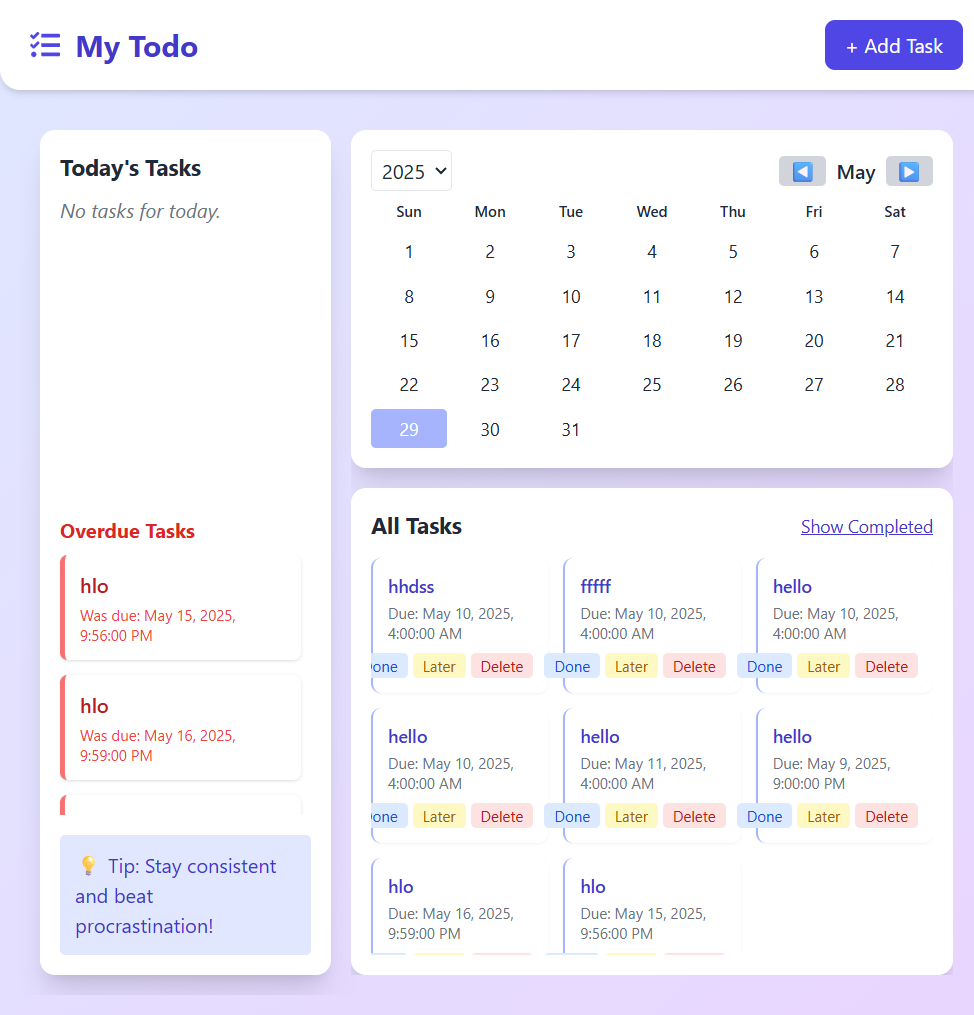 My Todo
+ Add Task
Today's Tasks
No tasks for today.
Overdue Tasks
hlo
Was due: May 15, 2025,
9:56:00 PM
hlo
Was due: May 16, 2025,
9:59:00 PM
💡 Tip: Stay consistent
and beat
procrastination!
2025 ◀️ May ▶️
Sun Mon Tue Wed Thu Fri Sat
1 2 3 4 5 6 7
8 9 10 11 12 13 14
15 16 17 18 19 20 21
22 23 24 25 26 27 28
29 30 31
All Tasks
Show Completed
hhdss
Due: May 10, 2025,
4:00:00 AM
one Later Delete
fffff
Due: May 10, 2025,
4:00:00 AM
Done Later Delete
hello
Due: May 10, 2025,
4:00:00 AM
Done Later Delete
hello
Due: May 10, 2025,
4:00:00 AM
one Later Delete
hello
Due: May 11, 2025,
4:00:00 AM
Done Later Delete
hello
Due: May 9, 2025,
9:00:00 PM
Done Later Delete
hlo
Due: May 16, 2025,
9:59:00 PM
hlo
Due: May 15, 2025,
9:56:00 PM